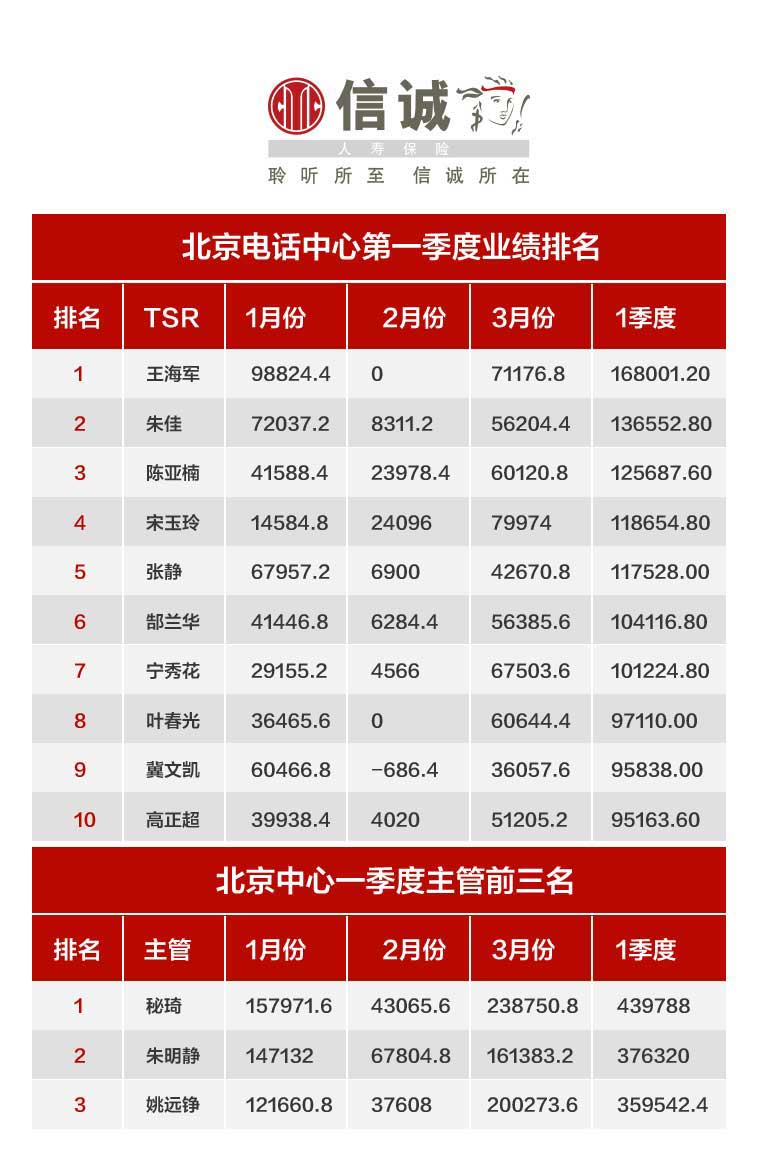 信诚
人寿保险
聆听所至 信诚所在
北京电话中心第一季度业绩排名
排名 TSR 1月份 2月份 3月份 1季度
1 王海军 98824.4 0 71176.8 168001.20
2 朱佳 72037.2 8311.2 56204.4 136552.80
3 陈亚楠 41588.4 23978.4 60120.8 125687.60
4 宋玉玲 14584.8 24096 79974 118654.80
5 张静 67957.2 6900 42670.8 117528.00
6 郜兰华 41446.8 6284.4 56385.6 104116.80
7 宁秀花 29155.2 4566 67503.6 101224.80
8 叶春光 36465.6 0 60644.4 97110.00
9 冀文凯 60466.8 -686.4 36057.6 95838.00
10 高正超 39938.4 4020 51205.2 95163.60
北京中心一季度主管前三名
排名 主管 1月份 2月份 3月份 1季度
1 秘琦 157971.6 43065.6 238750.8 439788
2 朱明静 147132 67804.8 161383.2 376320
3 姚远铮 121660.8 37608 200273.6 359542.4